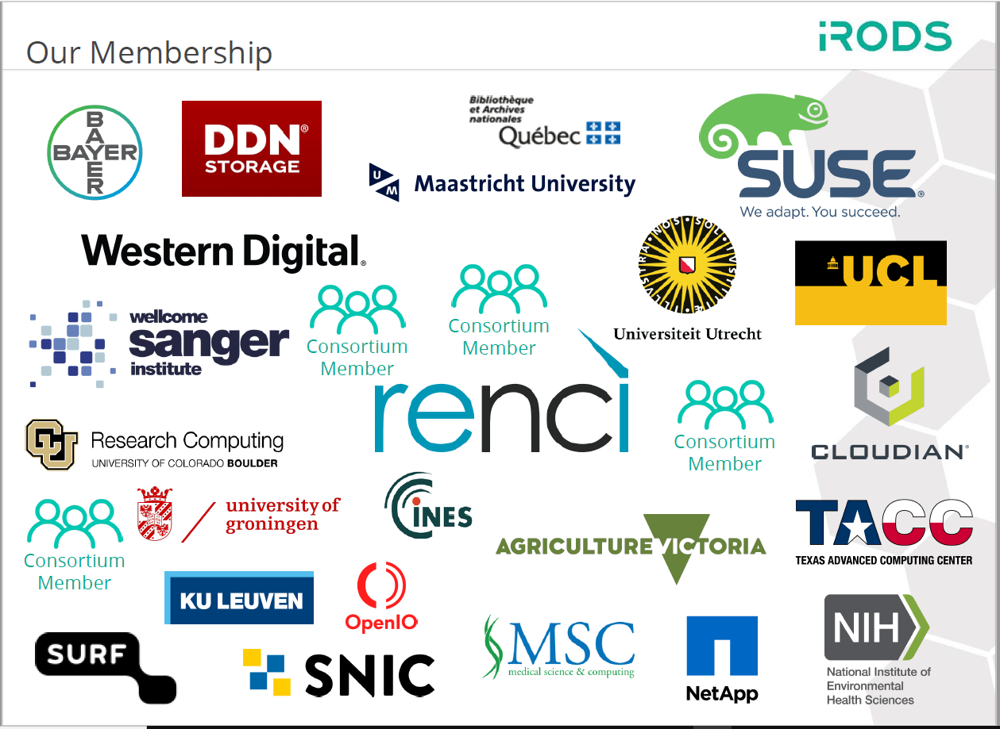 Our Membership
iRODS
BAYER
BAYER
DDN®
STORAGE
Bibliothèque
et Archives
nationales
Québec
UM
Maastricht University
SUSE®
We adapt. You succeed.
Western Digital®
Universiteit Utrecht
UCL
wellcome
sanger
institute
Consortium
Member
Consortium
Member
renci
Consortium
Member
CLOUDIAN®
CU
Research Computing
UNIVERSITY OF COLORADO BOULDER
Consortium
Member
university of
groningen
CINES
AGRICULTURE VICTORIA
TACC
TEXAS ADVANCED COMPUTING CENTER
KU LEUVEN
OpenIO
SURF
SNIC
MSC
medical science & computing
NetApp
NIH
National Institute of
Environmental
Health Sciences